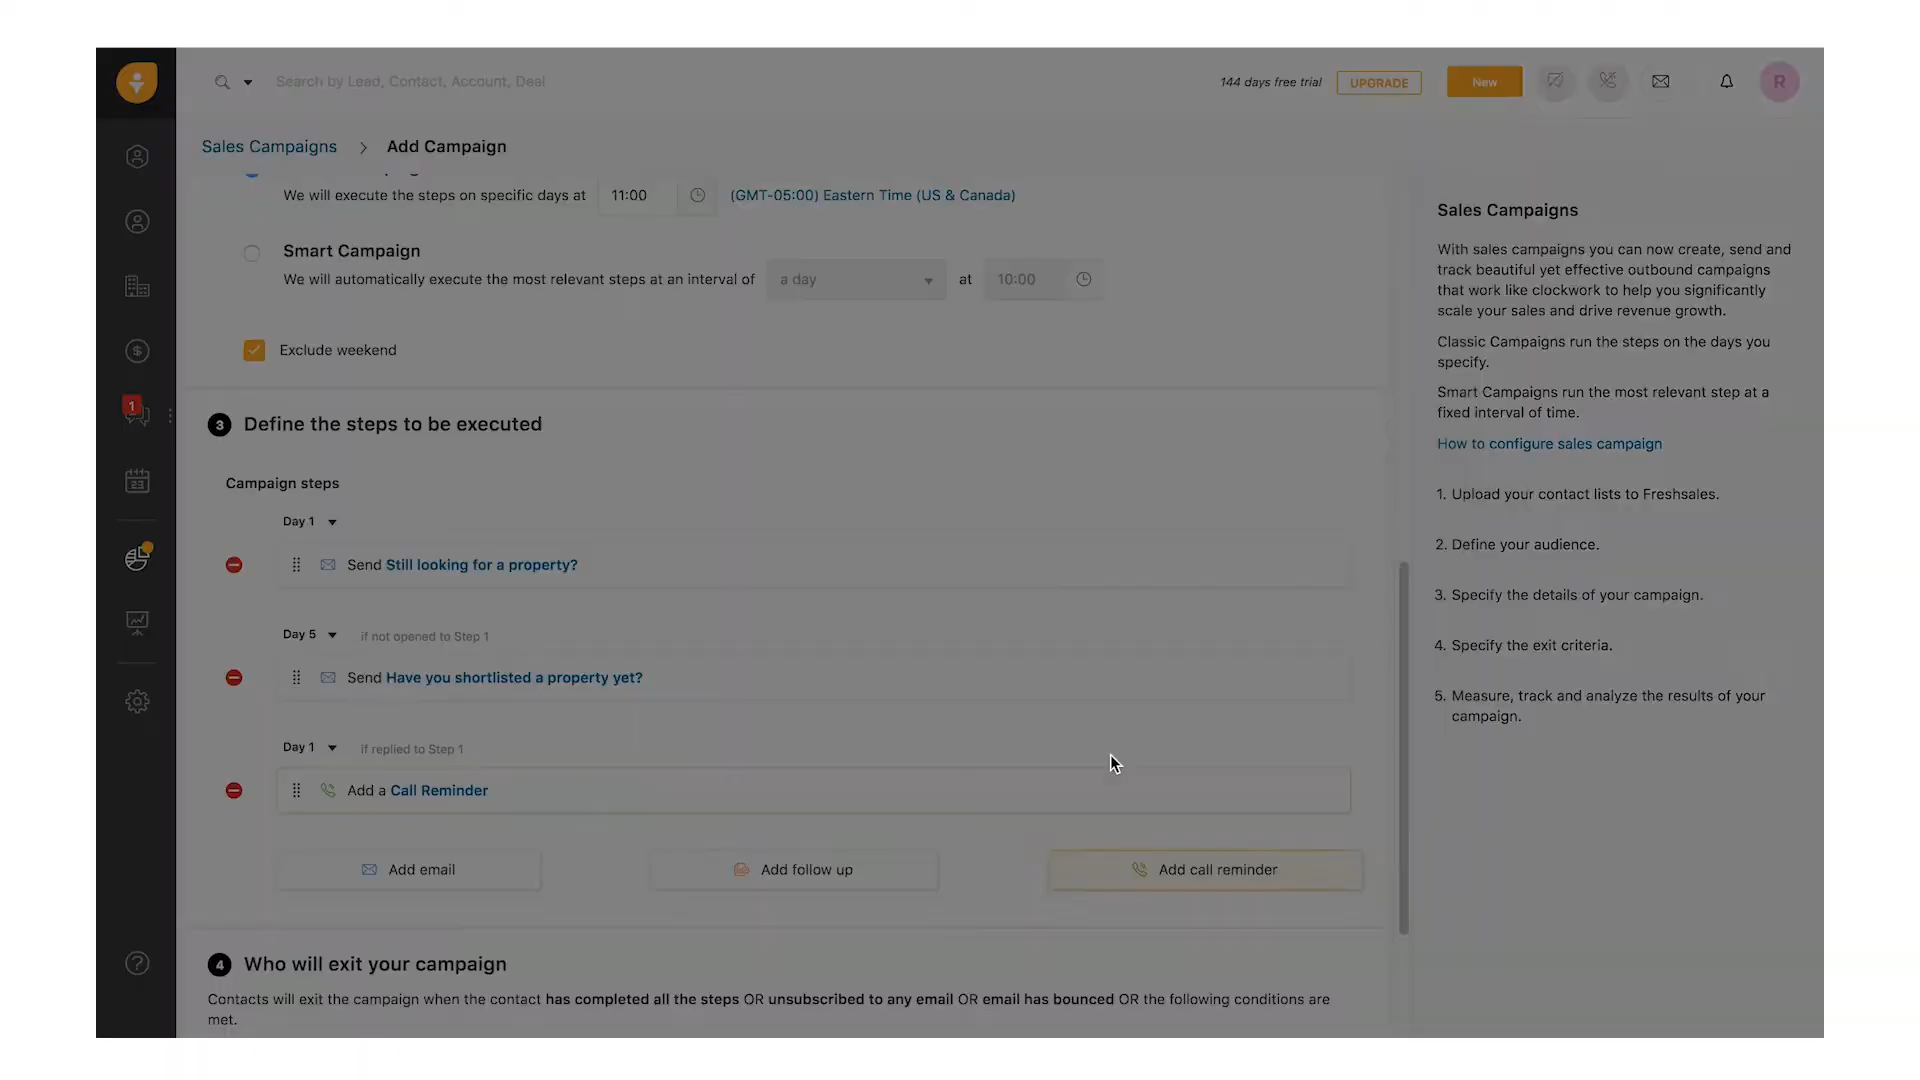 Search by Lead, Contact, Account, Deal
144 days free trial
UPGRADE
New
R
Sales Campaigns > Add Campaign
We will execute the steps on specific days at 11:00 (GMT-05:00) Eastern Time (US & Canada)
Smart Campaign
We will automatically execute the most relevant steps at an interval of a day at 10:00
Exclude weekend
1
23
3 Define the steps to be executed
Campaign steps
Day 1
Send Still looking for a property?
Day 5 if not opened to Step 1
Send Have you shortlisted a property yet?
Day 1 if replied to Step 1
Add a Call Reminder
Add email
Add follow up
Add call reminder
4 Who will exit your campaign
Contacts will exit the campaign when the contact has completed all the steps OR unsubscribed to any email OR email has bounced OR the following conditions are
met.
Sales Campaigns
With sales campaigns you can now create, send and
track beautiful yet effective outbound campaigns
that work like clockwork to help you significantly
scale your sales and drive revenue growth.
Classic Campaigns run the steps on the days you
specify.
Smart Campaigns run the most relevant step at a
fixed interval of time.
How to configure sales campaign
1. Upload your contact lists to Freshsales.
2. Define your audience.
3. Specify the details of your campaign.
4. Specify the exit criteria.
5. Measure, track and analyze the results of your
campaign.